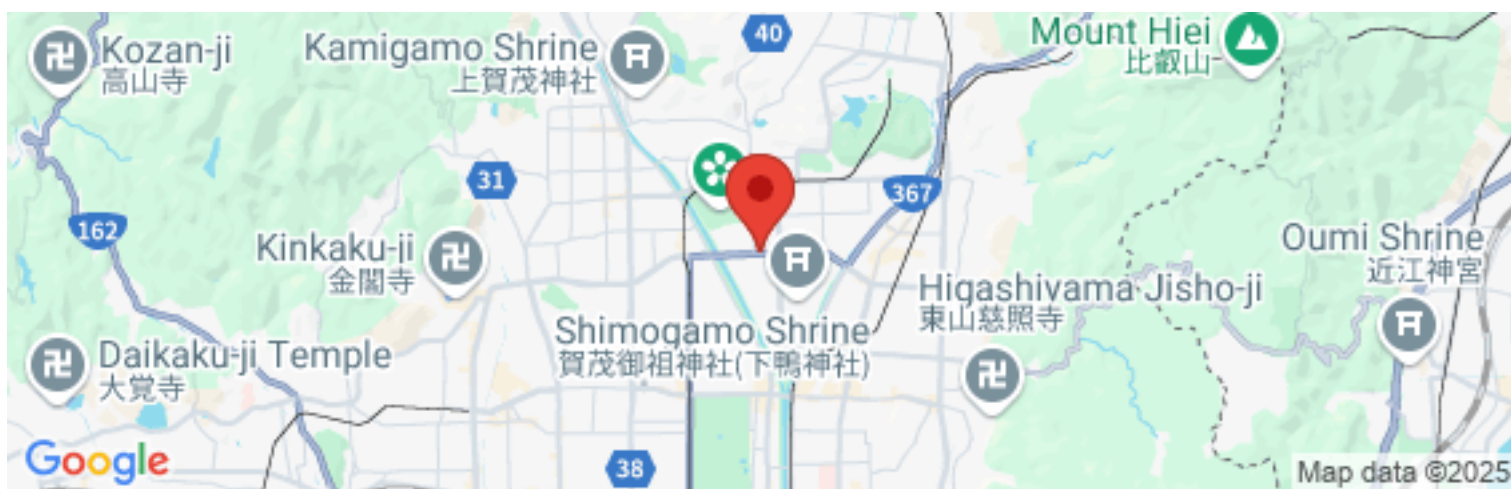 Kozan-ji
高山寺
Kamigamo Shrine
上賀茂神社
40
Mount Hiei
比叡山
31
367
162
Kinkaku-ji
金閣寺
Oumi Shrine
近江神宮
Higashiyama Jisho-ji
東山慈照寺
Shimogamo Shrine
賀茂御祖神社(下鴨神社)
Daikaku-ji Temple
大覚寺
38
Google
Map data ©2025